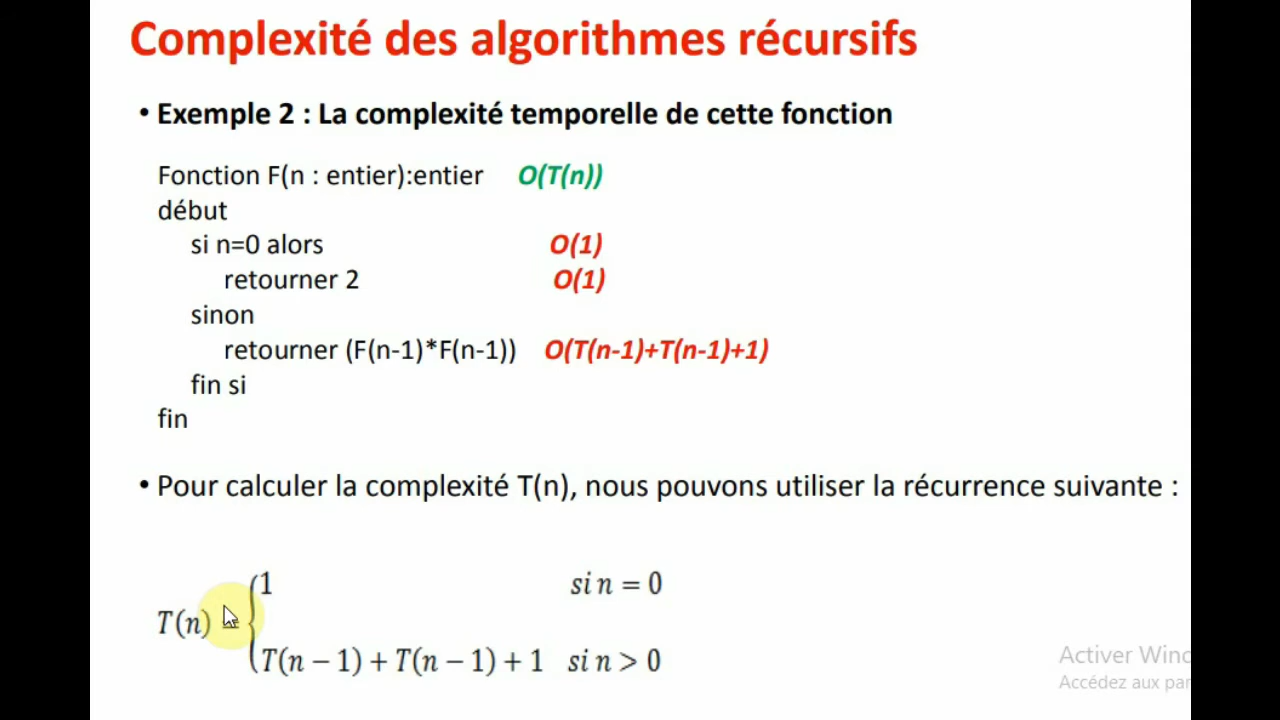 Complexité des algorithmes récursifs
• Exemple 2 : La complexité temporelle de cette fonction
Fonction F(n : entier):entier O(T(n))
début
si n=0 alors O(1)
retourner 2 O(1)
sinon
retourner (F(n-1)*F(n-1)) O(T(n-1)+T(n-1)+1)
fin si
fin
• Pour calculer la complexité T(n), nous pouvons utiliser la récurrence suivante :
1 si n = 0
T(n) =
T(n − 1) + T(n − 1) + 1 si n > 0
Activer Winc
Accédez aux par